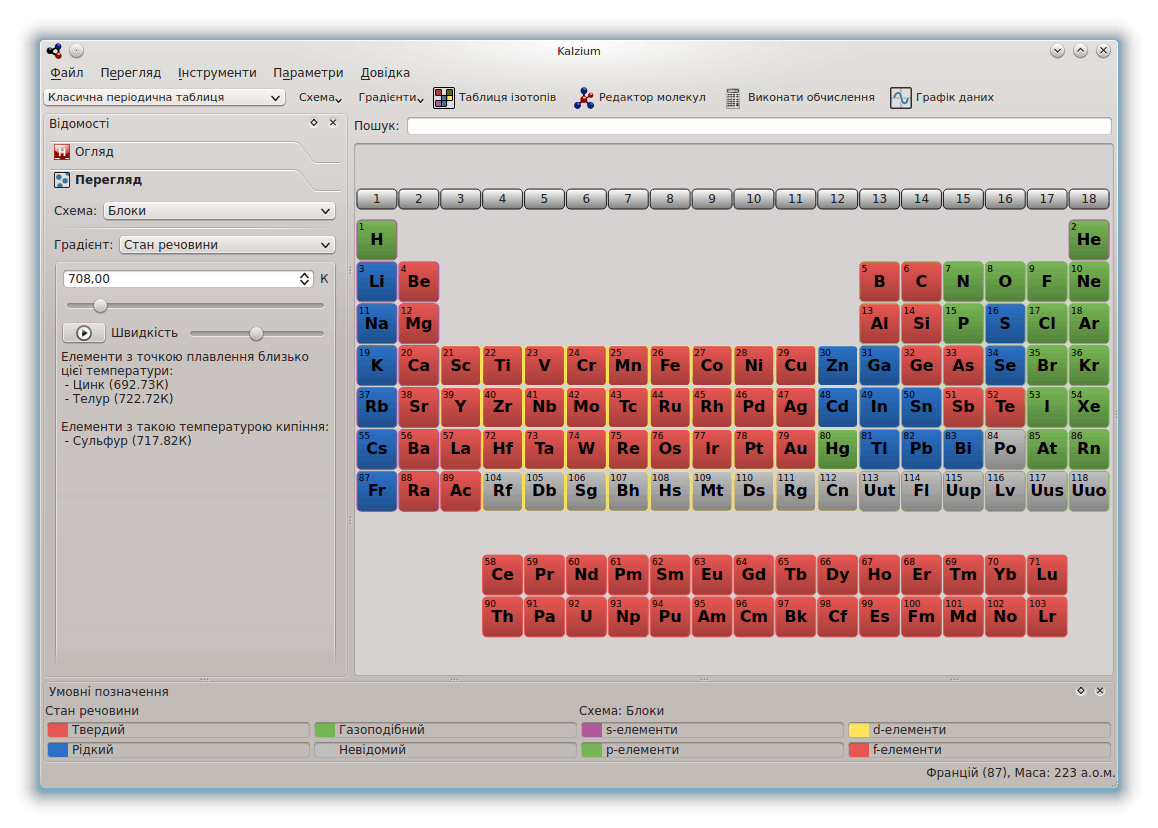 Kalzium
Файл Перегляд Інструменти Параметри Довідка
Класична періодична таблиця Схема Градієнти Таблиця ізотопів Редактор молекул Виконати обчислення Графік даних
Відомості
Пошук:
Огляд
Перегляд
Схема: Блоки
Градієнт: Стан речовини
708,00 K
Швидкість
Елементи з точкою плавлення близько
цієї температури:
- Цинк (692.73K)
- Телур (722.72K)
Елементи з такою температурою кипіння:
- Сульфур (717.82K)
1 2 3 4 5 6 7 8 9 10 11 12 13 14 15 16 17 18
1 H 2 He
3 Li 4 Be 5 B 6 C 7 N 8 O 9 F 10 Ne
11 Na 12 Mg 13 Al 14 Si 15 P 16 S 17 Cl 18 Ar
19 K 20 Ca 21 Sc 22 Ti 23 V 24 Cr 25 Mn 26 Fe 27 Co 28 Ni 29 Cu 30 Zn 31 Ga 32 Ge 33 As 34 Se 35 Br 36 Kr
37 Rb 38 Sr 39 Y 40 Zr 41 Nb 42 Mo 43 Tc 44 Ru 45 Rh 46 Pd 47 Ag 48 Cd 49 In 50 Sn 51 Sb 52 Te 53 I 54 Xe
55 Cs 56 Ba 57 La 72 Hf 73 Ta 74 W 75 Re 76 Os 77 Ir 78 Pt 79 Au 80 Hg 81 Tl 82 Pb 83 Bi 84 Po 85 At 86 Rn
87 Fr 88 Ra 89 Ac 104 Rf 105 Db 106 Sg 107 Bh 108 Hs 109 Mt 110 Ds 111 Rg 112 Cn 113 Uut 114 Fl 115 Uup 116 Lv 117 Uus 118 Uuo
58 Ce 59 Pr 60 Nd 61 Pm 62 Sm 63 Eu 64 Gd 65 Tb 66 Dy 67 Ho 68 Er 69 Tm 70 Yb 71 Lu
90 Th 91 Pa 92 U 93 Np 94 Pu 95 Am 96 Cm 97 Bk 98 Cf 99 Es 100 Fm 101 Md 102 No 103 Lr
Умовні позначення
Стан речовини Схема: Блоки
Твердий Газоподібний s-елементи d-елементи
Рідкий Невідомий p-елементи f-елементи
Францій (87), Маса: 223 а.о.м.